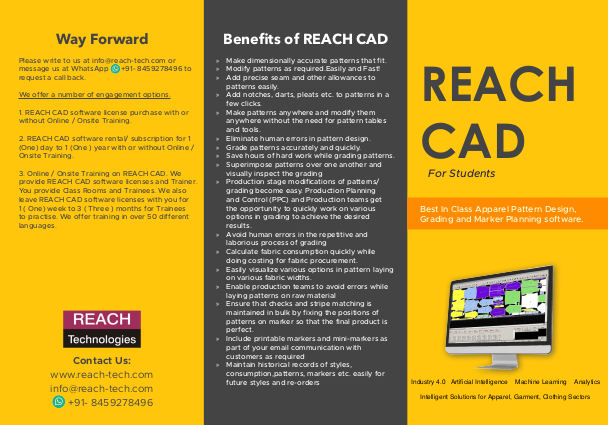 Way Forward
Please write to us at info@reach-tech.com or
message us at WhatsApp +91- 8459278496 to
request a call back.
We offer a number of engagement options.
1. REACH CAD software license purchase with or
without Online / Onsite Training.
2. REACH CAD software rental/ subscription for 1
(One) day to 1 (One ) year with or without Online /
Onsite Training.
3. Online / Onsite Training on REACH CAD. We
provide REACH CAD software licenses and Trainer.
You provide Class Rooms and Trainees. We also
leave REACH CAD software licenses with you for
1 ( One) week to 3 ( Three ) months for Trainees
to practise. We offer training in over 50 different
languages.
REACH
Technologies
Contact Us:
www.reach-tech.com
info@reach-tech.com
+91- 8459278496
Benefits of REACH CAD
» Make dimensionally accurate patterns that fit.
» Modify patterns as required Easily and Fast!
» Add precise seam and other allowances to
patterns easily.
» Add notches, darts, pleats etc. to patterns in a
few clicks.
» Make patterns anywhere and modify them
anywhere without the need for pattern tables
and tools.
» Eliminate human errors in pattern design.
» Grade patterns accurately and quickly.
» Save hours of hard work while grading patterns.
» Superimpose patterns over one another and
visually inspect the grading
» Production stage modifications of patterns/
grading become easy. Production Planning
and Control (PPC) and Production teams get
the opportunity to quickly work on various
options in grading to achieve the desired
results.
» Avoid human errors in the repetitive and
laborious process of grading
» Calculate fabric consumption quickly while
doing costing for fabric procurement.
» Easily visualize various options in pattern laying
on various fabric widths.
» Enable production teams to avoid errors while
laying patterns on raw material
» Ensure that checks and stripe matching is
maintained in bulk by fixing the positions of
patterns on marker so that the final product is
perfect.
» Include printable markers and mini-markers as
part of your email communication with
customers as required
» Maintan historical records of styles,
consumption,patterns, markers etc. easily for
future styles and re-orders
REACH
CAD
For Students
Best In Class Apparel Pattern Design,
Grading and Marker Planning software.
Industry 4.0 Artificial Intelligence Machine Learning Analytics
Intelligent Solutions for Apparel, Garment, Clothing Sectors